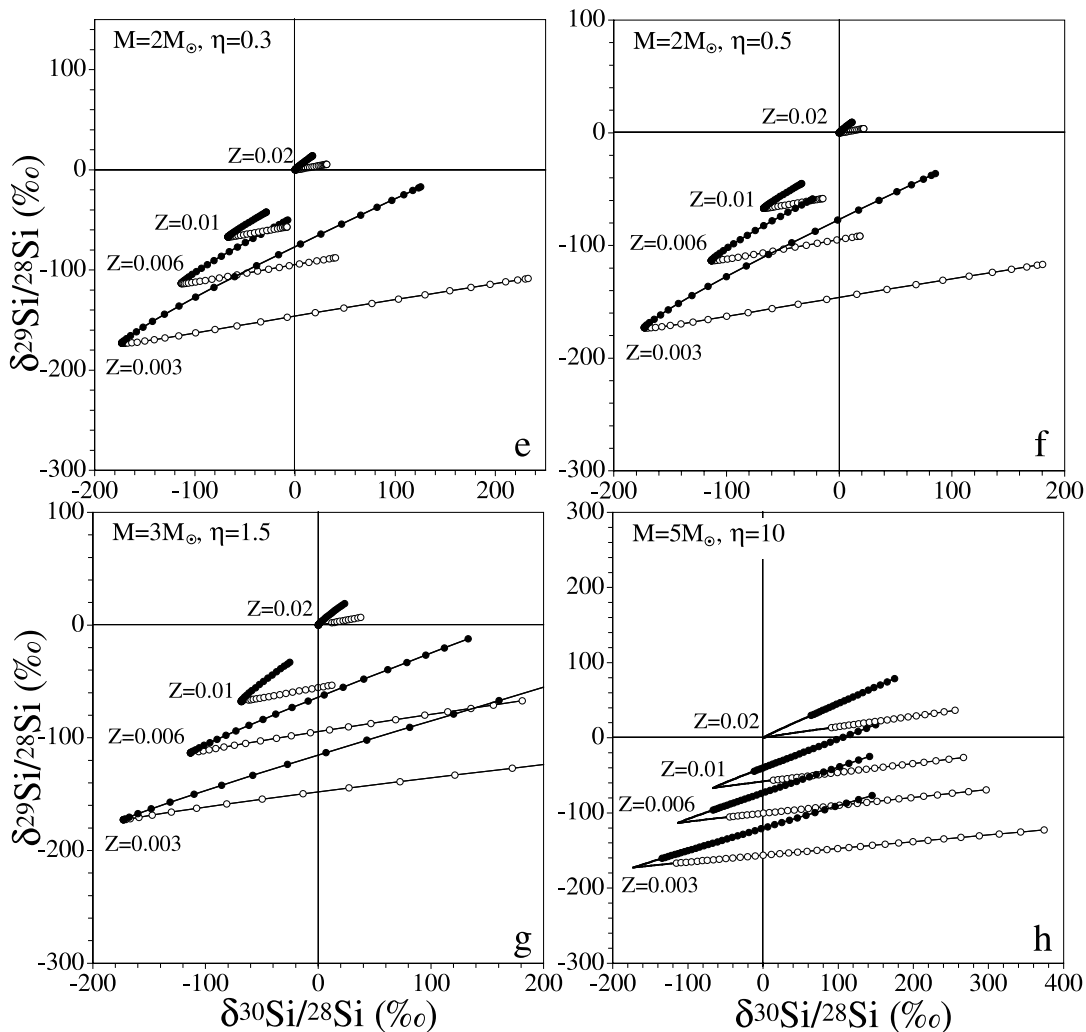 M=2M☉, η=0.3
100
0
-100
-200
-300
δ²⁹Si/²⁸Si (‰)
Z=0.02
Z=0.01
Z=0.006
Z=0.003
e
-200
-100
0
100
200
M=2M☉, η=0.5
100
0
-100
-200
-300
Z=0.02
Z=0.01
Z=0.006
Z=0.003
f
-200
-100
0
100
200
M=3M☉, η=1.5
100
0
-100
-200
-300
δ²⁹Si/²⁸Si (‰)
Z=0.02
Z=0.01
Z=0.006
Z=0.003
g
-200
-100
0
100
200
δ³⁰Si/²⁸Si (‰)
M=5M☉, η=10
300
200
100
0
-100
-200
-300
Z=0.02
Z=0.01
Z=0.006
Z=0.003
h
-200
-100
0
100
200
300
400
δ³⁰Si/²⁸Si (‰)